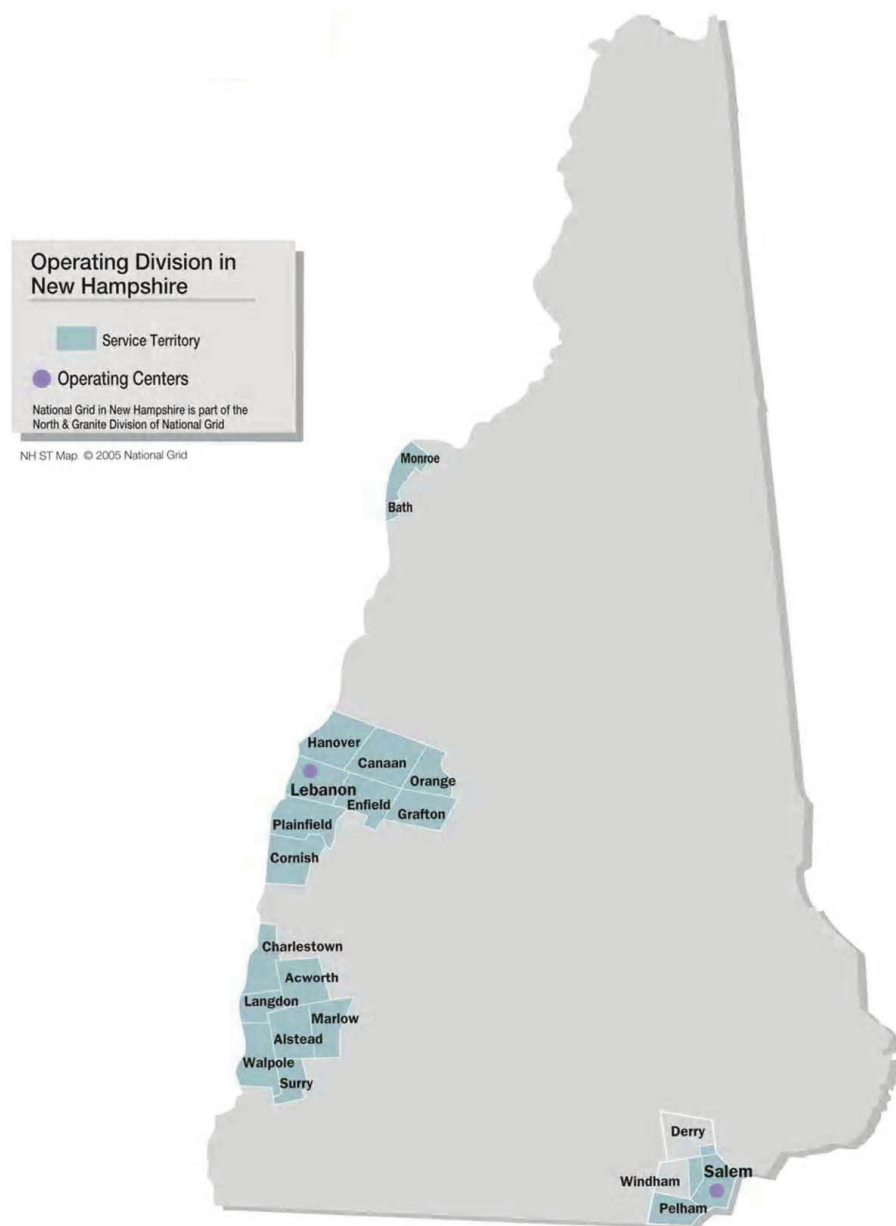 Operating Division in
New Hampshire
Service Territory
Operating Centers
National Grid in New Hampshire is part of the
North & Granite Division of National Grid
NH ST Map © 2005 National Grid
Monroe
Bath
Hanover
Canaan
Orange
Lebanon
Enfield
Grafton
Plainfield
Cornish
Charlestown
Acworth
Langdon
Marlow
Alstead
Walpole
Surry
Derry
Salem
Windham
Pelham